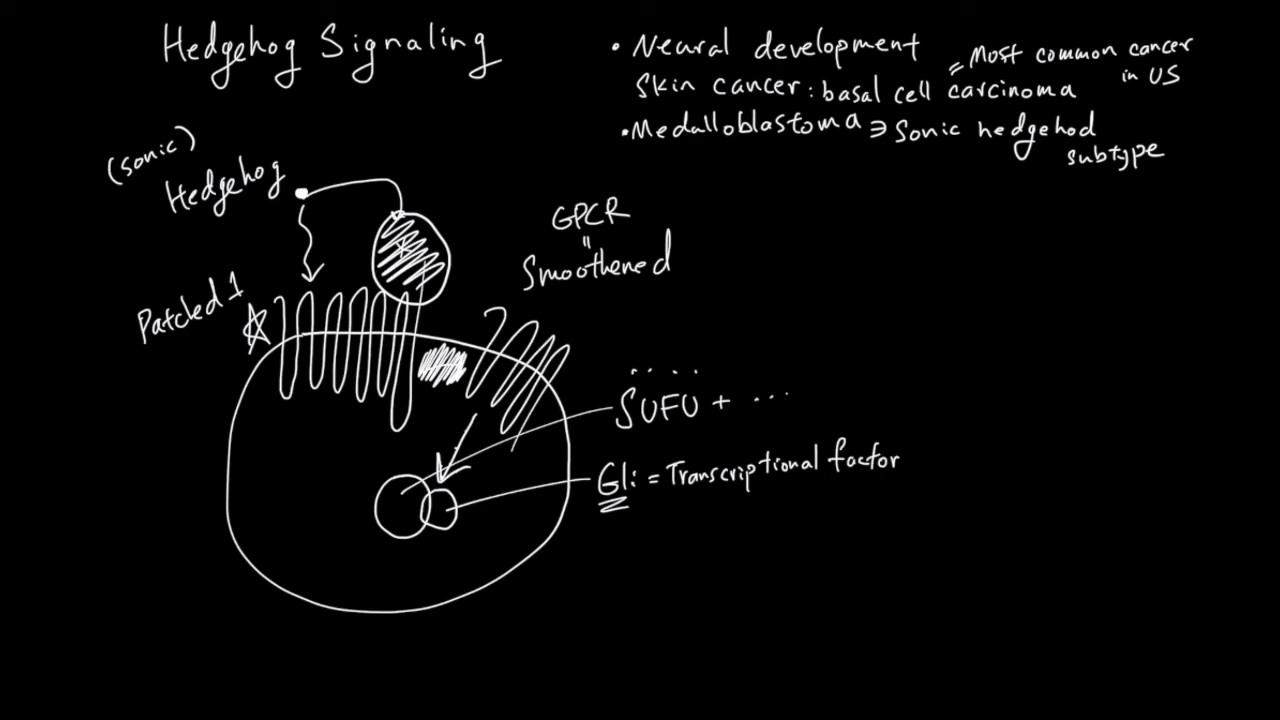 Hedgehog Signaling
• Neural development
Skin cancer : basal cell carcinoma
= Most common cancer
in US
• Medalloblastoma ∋ Sonic hedgehod
subtype
(sonic)
Hedgehog
GPCR
=
Smoothened
Patched 1
SUFU + ...
Gli = Transcriptional factor